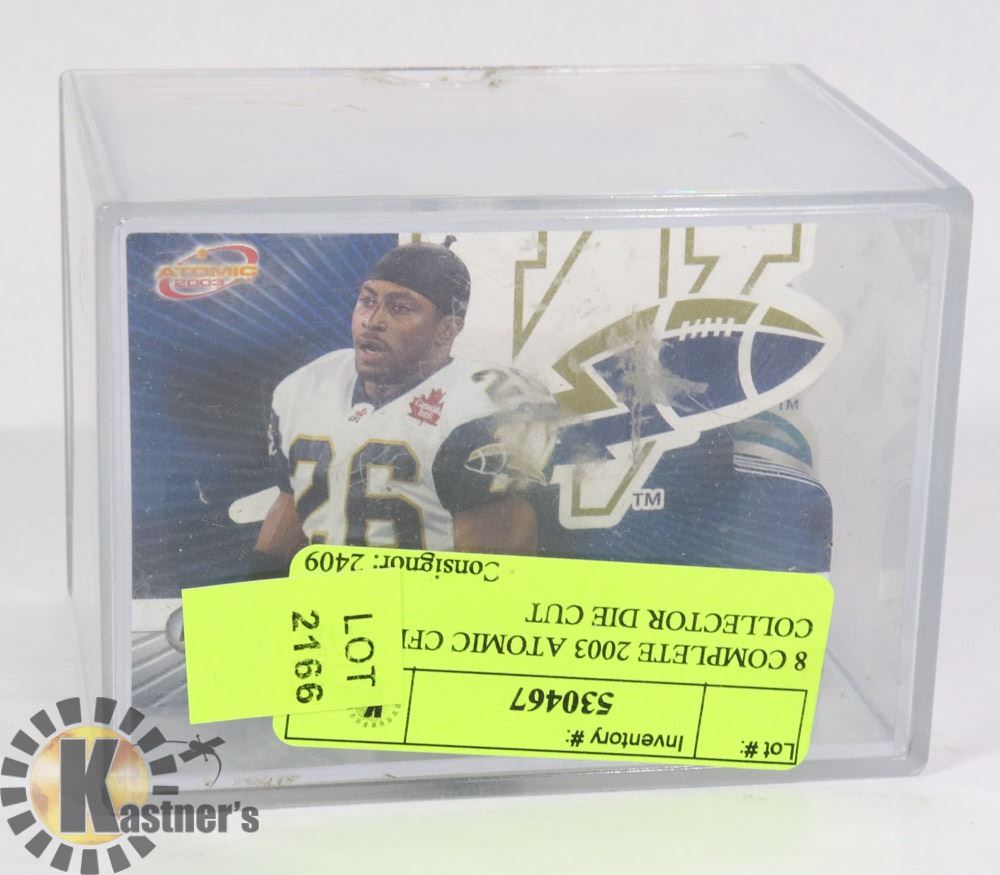 ATOMIC
2003
26
26
TM
TM
Consignor: 2409
8 COMPLETE 2003 ATOMIC CF
COLLECTOR DIE CUT
Lot #:
Inventory #:
530467
LOT
2166
K
Kastner's